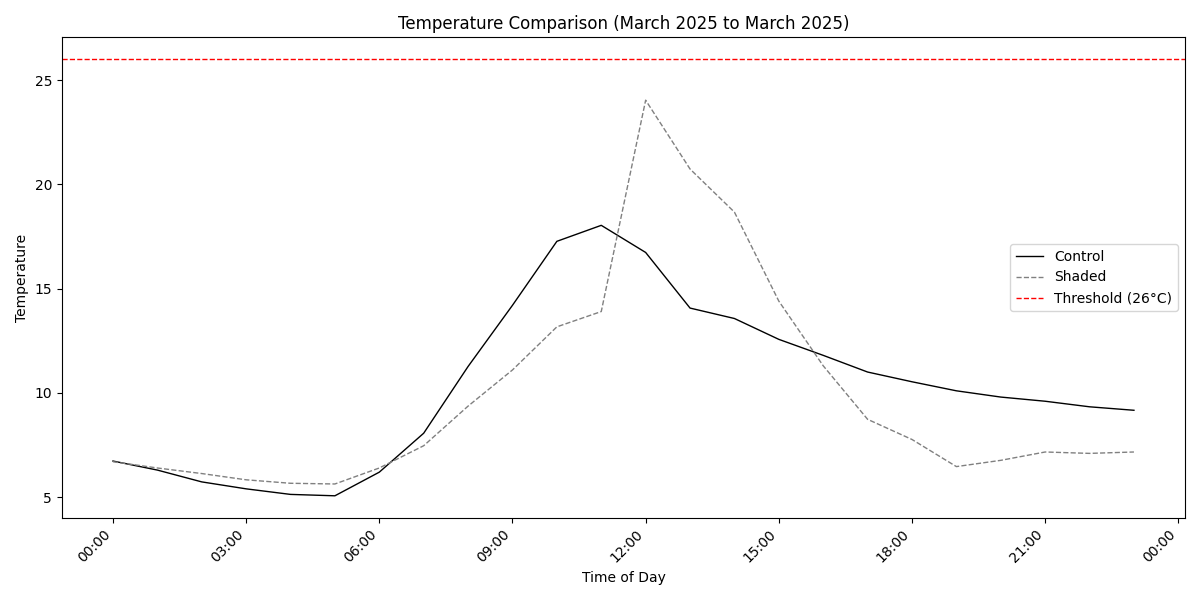 Temperature Comparison (March 2025 to March 2025)
25
20
15
10
5
Temperature
Control
Shaded
Threshold (26°C)
00:00
03:00
06:00
09:00
12:00
15:00
18:00
21:00
00:00
Time of Day